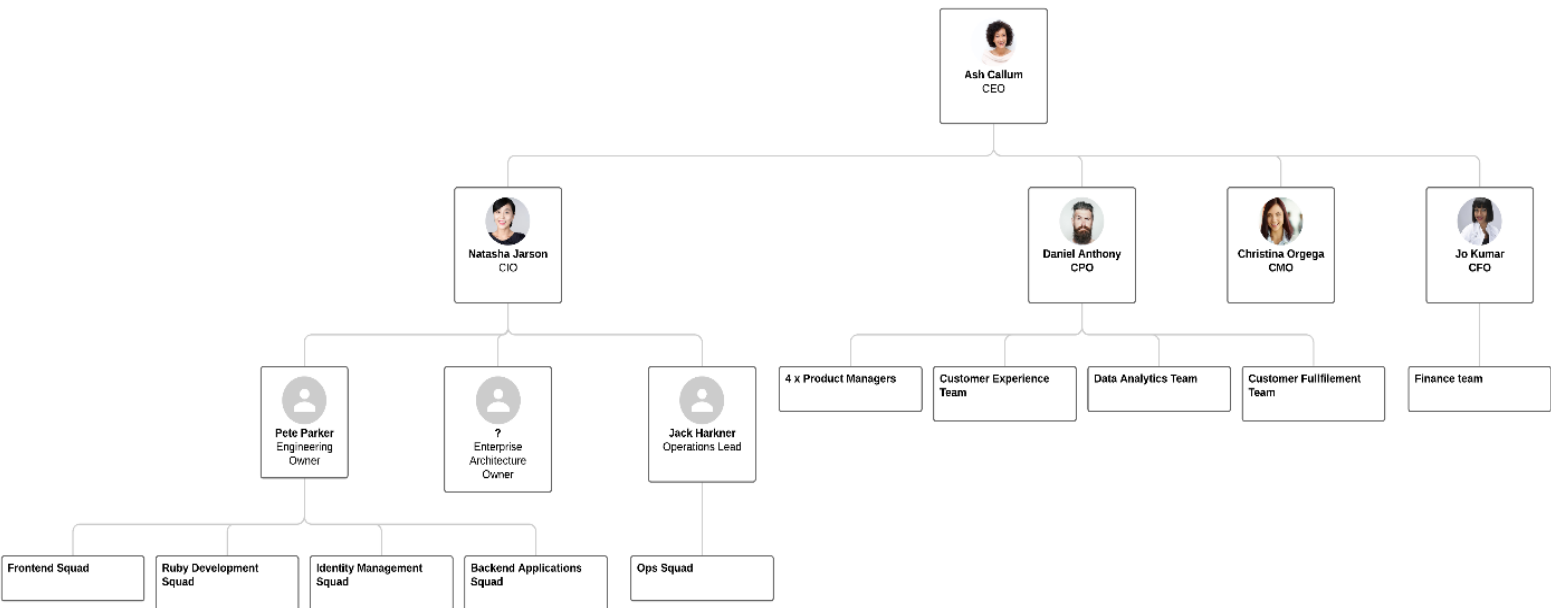 Ash Callum
CEO
Natasha Jarson
CIO
Daniel Anthony
CPO
Christina Orgega
CMO
Jo Kumar
CFO
Pete Parker
Engineering
Owner
?
Enterprise
Architecture
Owner
Jack Harkner
Operations Lead
4 x Product Managers
Customer Experience
Team
Data Analytics Team
Customer Fullfilement
Team
Finance team
Frontend Squad
Ruby Development
Squad
Identity Management
Squad
Backend Applications
Squad
Ops Squad